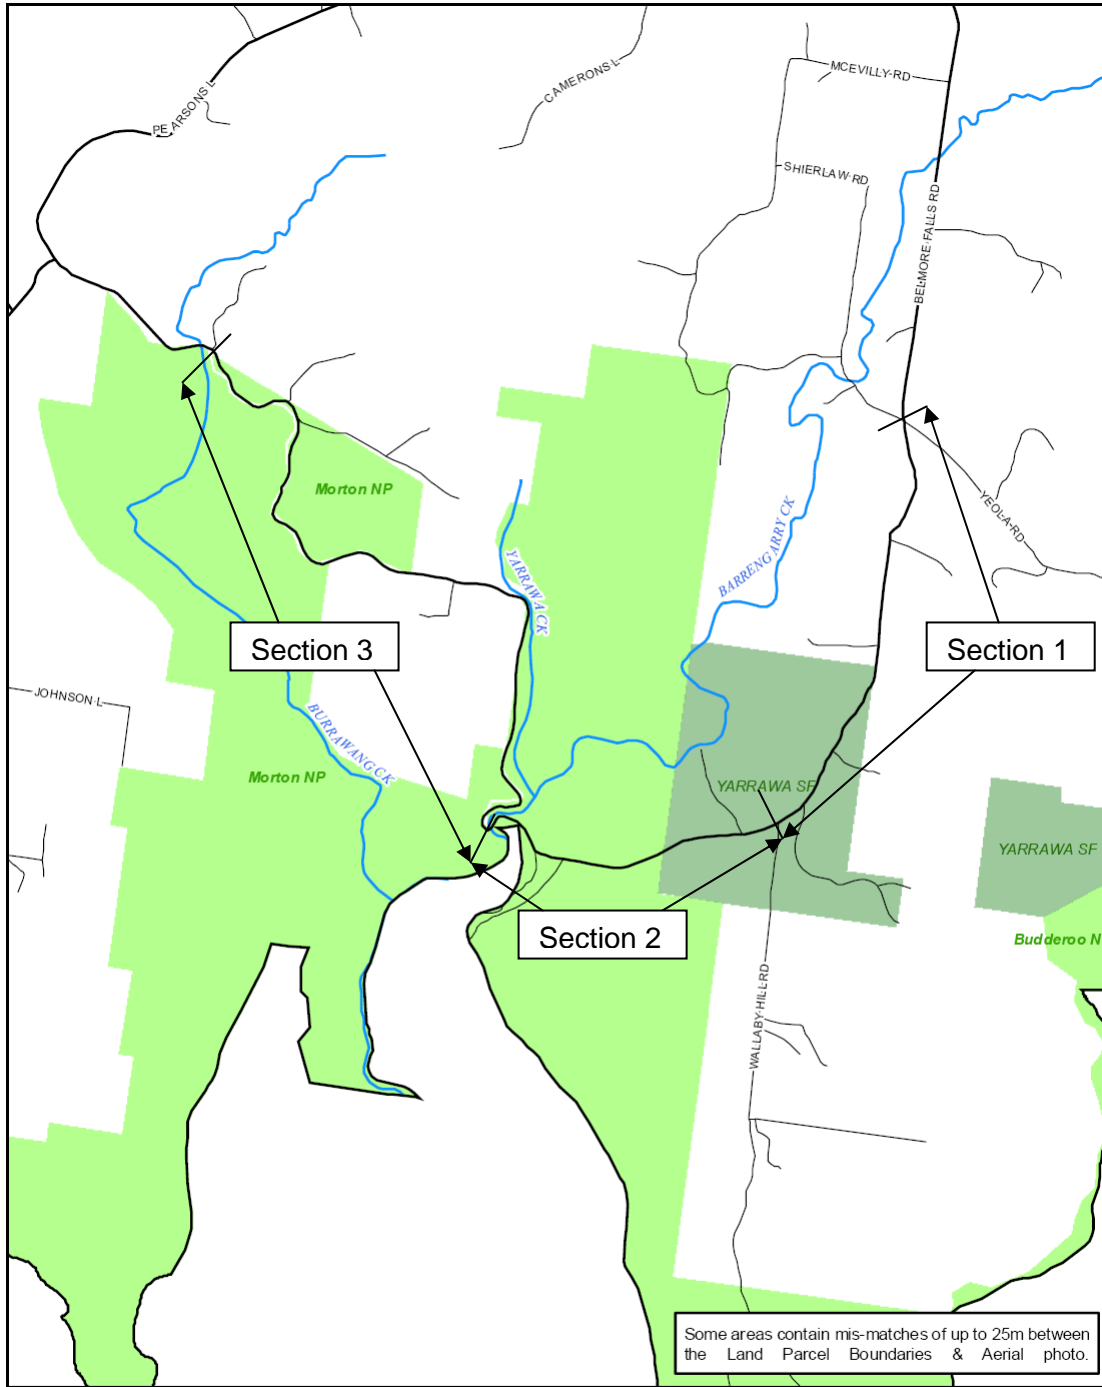 MCEVILLY RD
CAMERONS L
PEARSONS L
SHIERLAW RD
BELMORE FALLS RD
Morton NP
YEOLA RD
BARRENGARRY CK
YARRAWA CK
Section 3
Section 1
JOHNSON L
BURRAWANG CK
Morton NP
YARRAWA SF
YARRAWA SF
Section 2
Budderoo N
WALLABY HILL RD
Some areas contain mis-matches of up to 25m between
the Land Parcel Boundaries & Aerial photo.